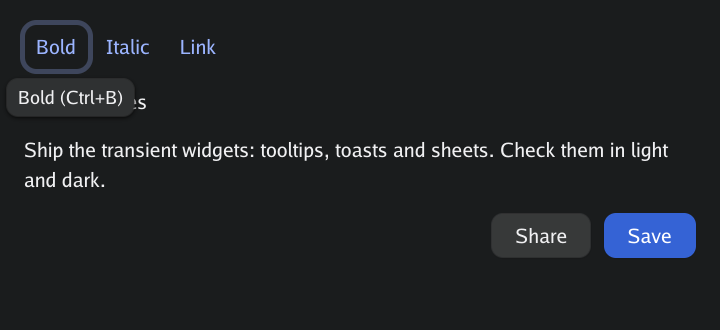 Bold Italic Link
Bold (Ctrl+B)
Ship the transient widgets: tooltips, toasts and sheets. Check them in light
and dark.
Share Save